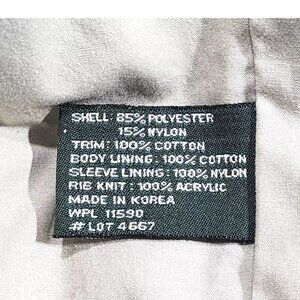 SHELL: 85% POLYESTER
15% NYLON
TRIM: 100% COTTON
BODY LINING: 100% COTTON
SLEEVE LINING: 100% NYLON
RIB KNIT: 100% ACRYLIC
MADE IN KOREA
WPL 11590
# LOT 4667